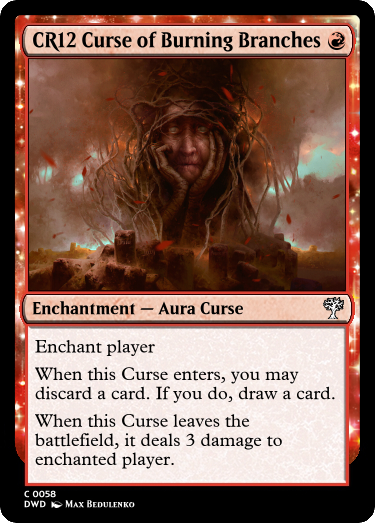 CR12 Curse of Burning Branches
Enchantment — Aura Curse
Enchant player
When this Curse enters, you may
discard a card. If you do, draw a card.
When this Curse leaves the
battlefield, it deals 3 damage to
enchanted player.
C 0058
DWD Max Bedulenko